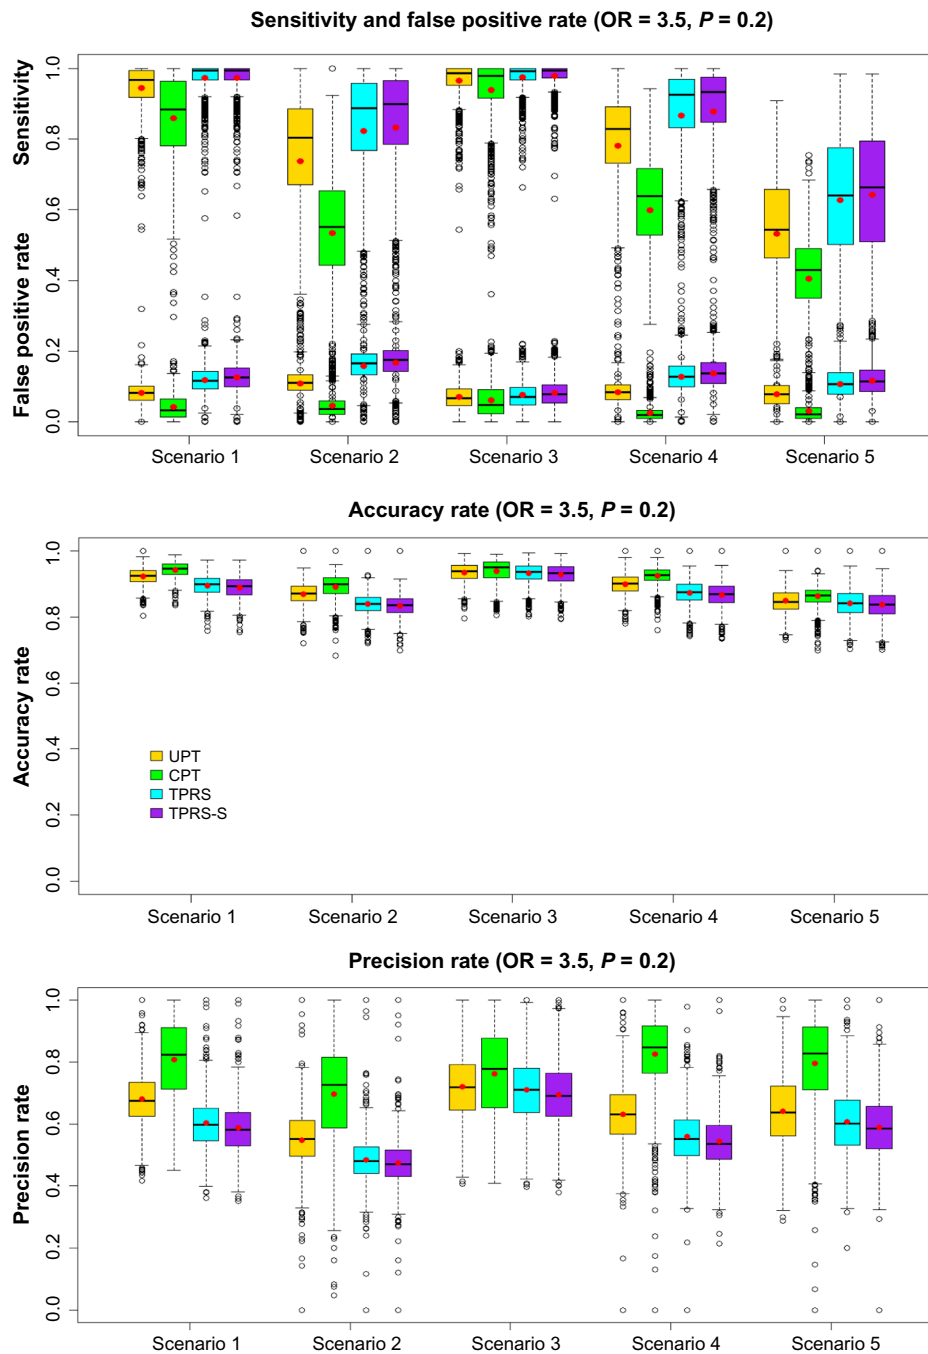 Sensitivity and false positive rate (OR = 3.5, P = 0.2)
Sensitivity
False positive rate
1.0
0.8
0.6
0.4
0.2
0.0
Scenario 1 Scenario 2 Scenario 3 Scenario 4 Scenario 5
Accuracy rate (OR = 3.5, P = 0.2)
Accuracy rate
1.0
0.8
0.6
0.4
0.2
0.0
UPT
CPT
TPRS
TPRS-S
Scenario 1 Scenario 2 Scenario 3 Scenario 4 Scenario 5
Precision rate (OR = 3.5, P = 0.2)
Precision rate
1.0
0.8
0.6
0.4
0.2
0.0
Scenario 1 Scenario 2 Scenario 3 Scenario 4 Scenario 5